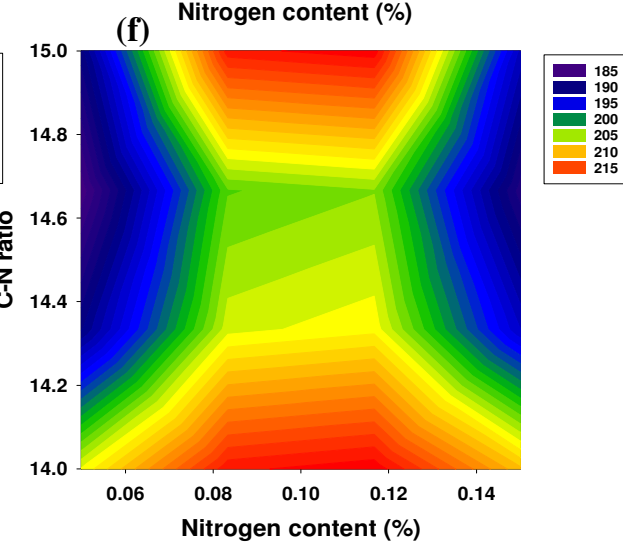 Nitrogen content (%)
(f)
15.0
14.8
14.6
14.4
14.2
14.0
C-N ratio
0.06 0.08 0.10 0.12 0.14
Nitrogen content (%)
185
190
195
200
205
210
215